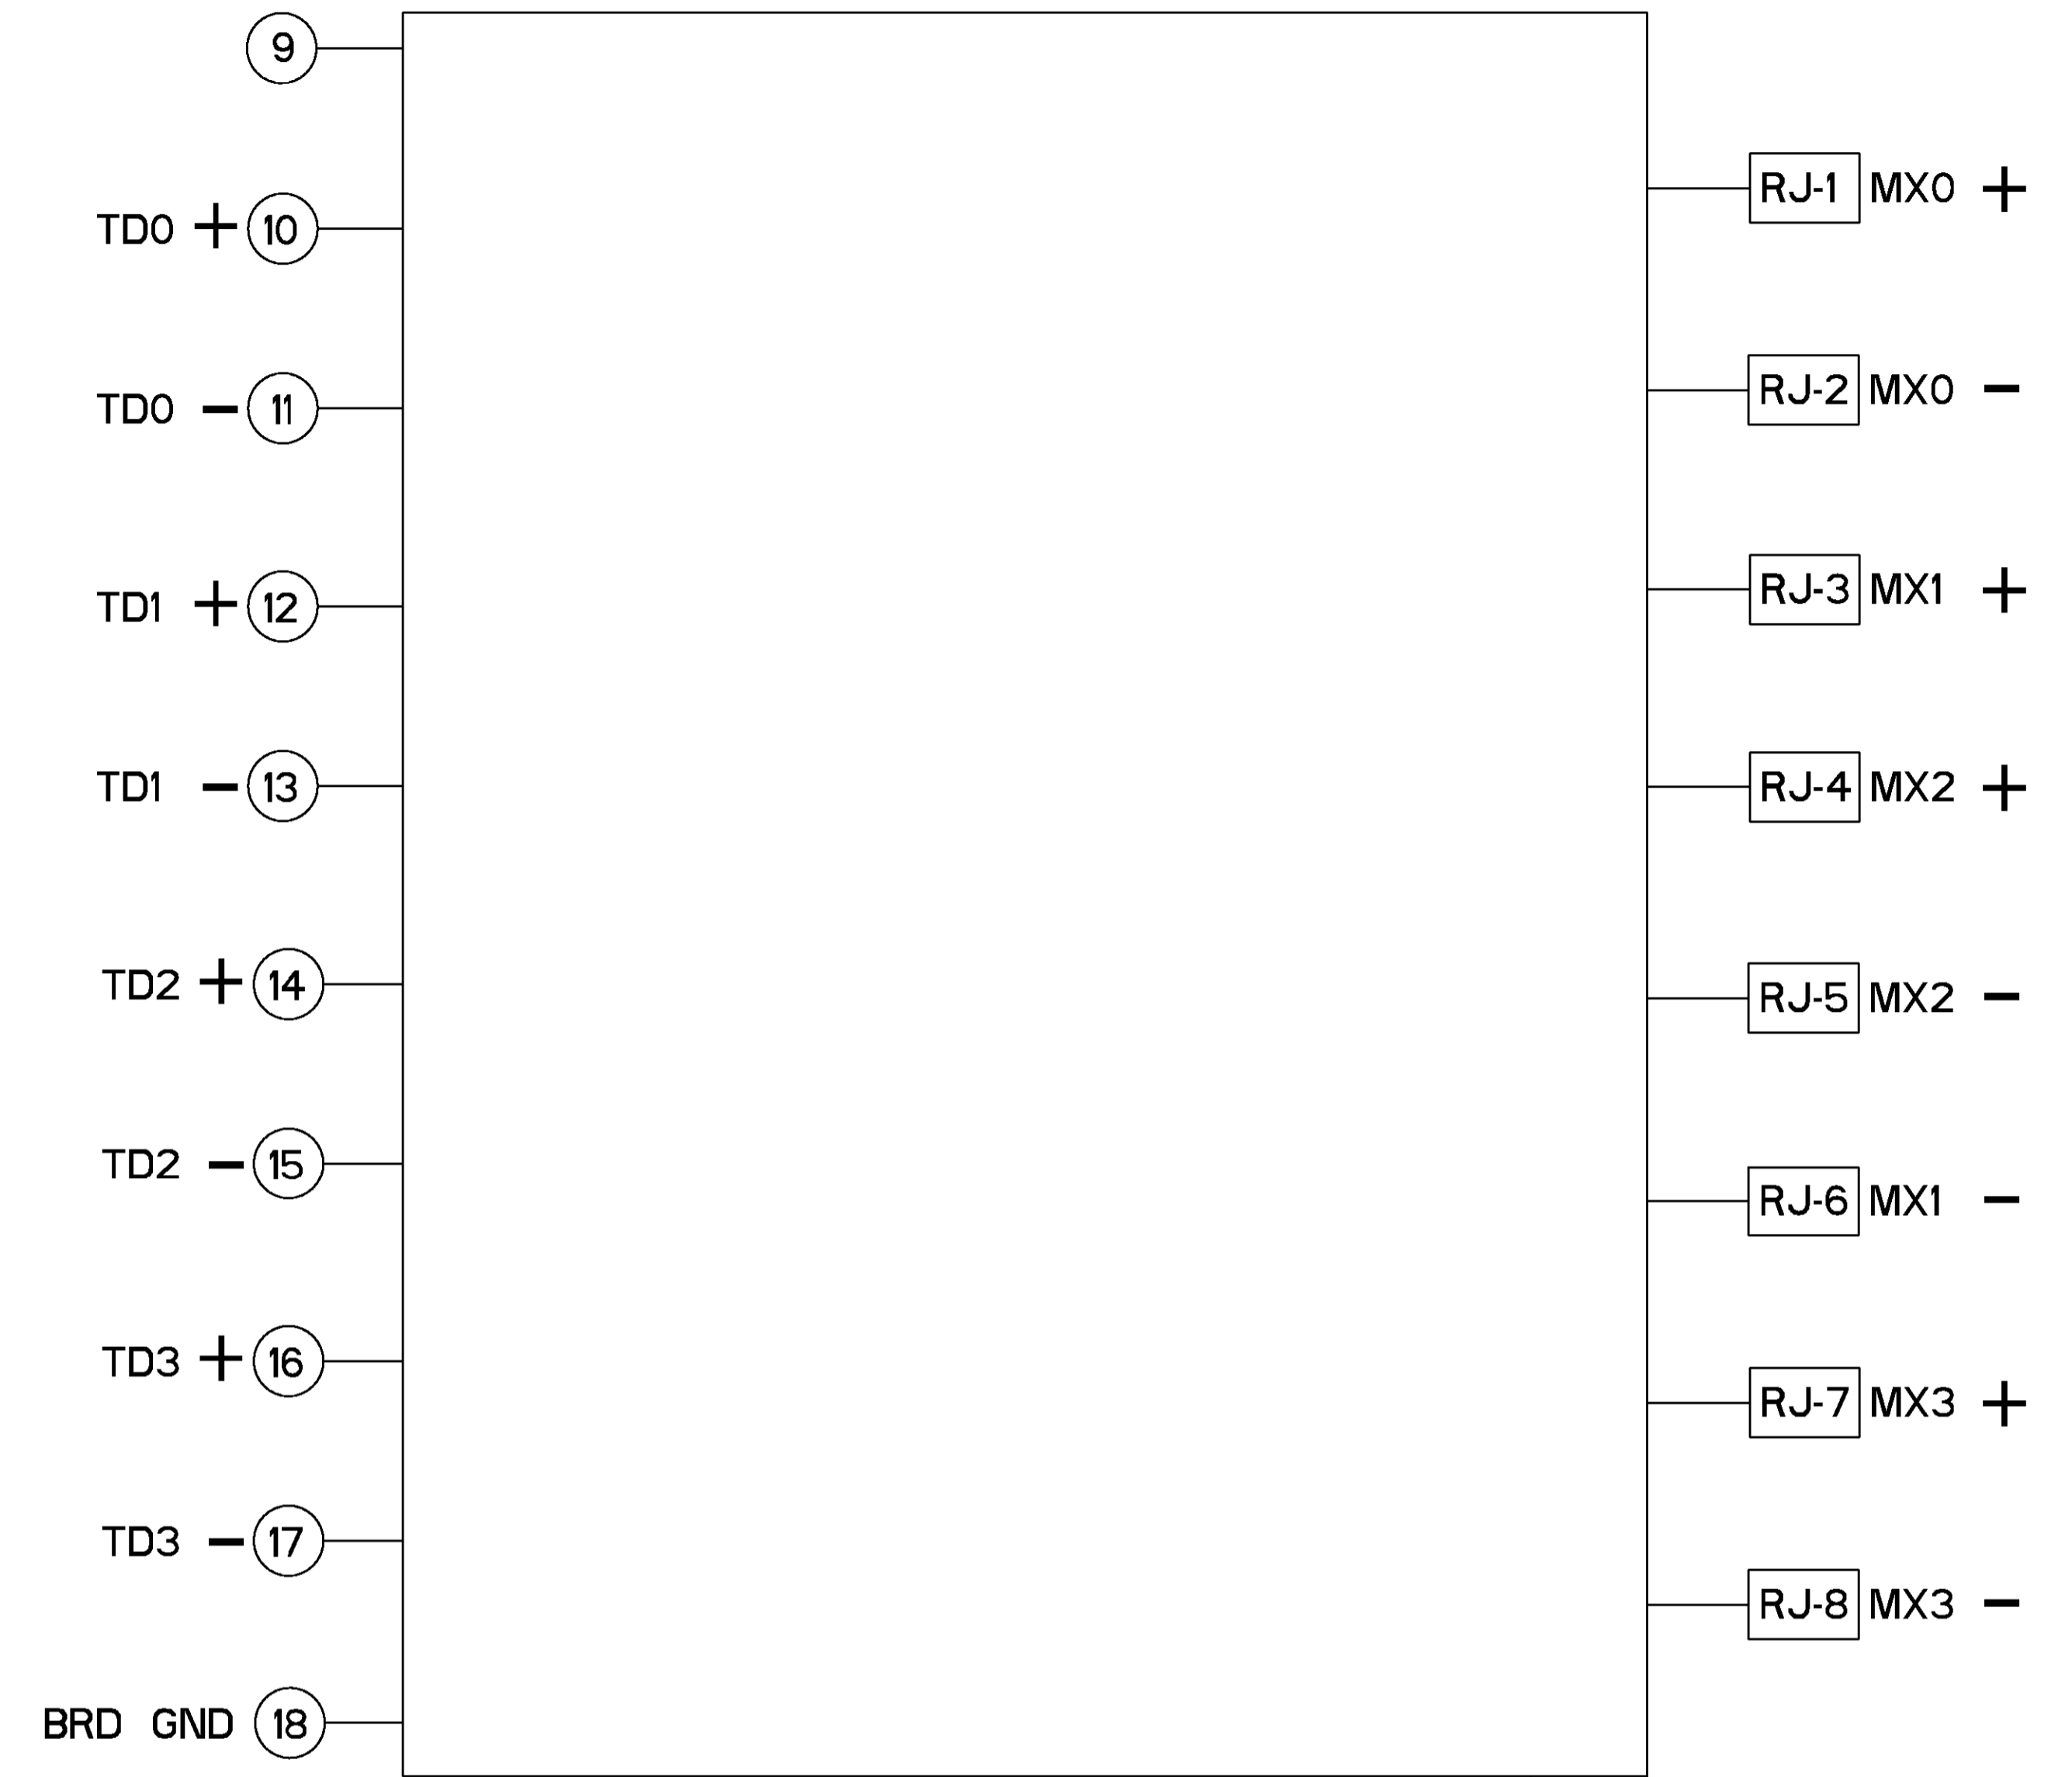 9
TD0 + 10
TD0 − 11
TD1 + 12
TD1 − 13
TD2 + 14
TD2 − 15
TD3 + 16
TD3 − 17
BRD GND 18
RJ-1 MX0 +
RJ-2 MX0 −
RJ-3 MX1 +
RJ-4 MX2 +
RJ-5 MX2 −
RJ-6 MX1 −
RJ-7 MX3 +
RJ-8 MX3 −